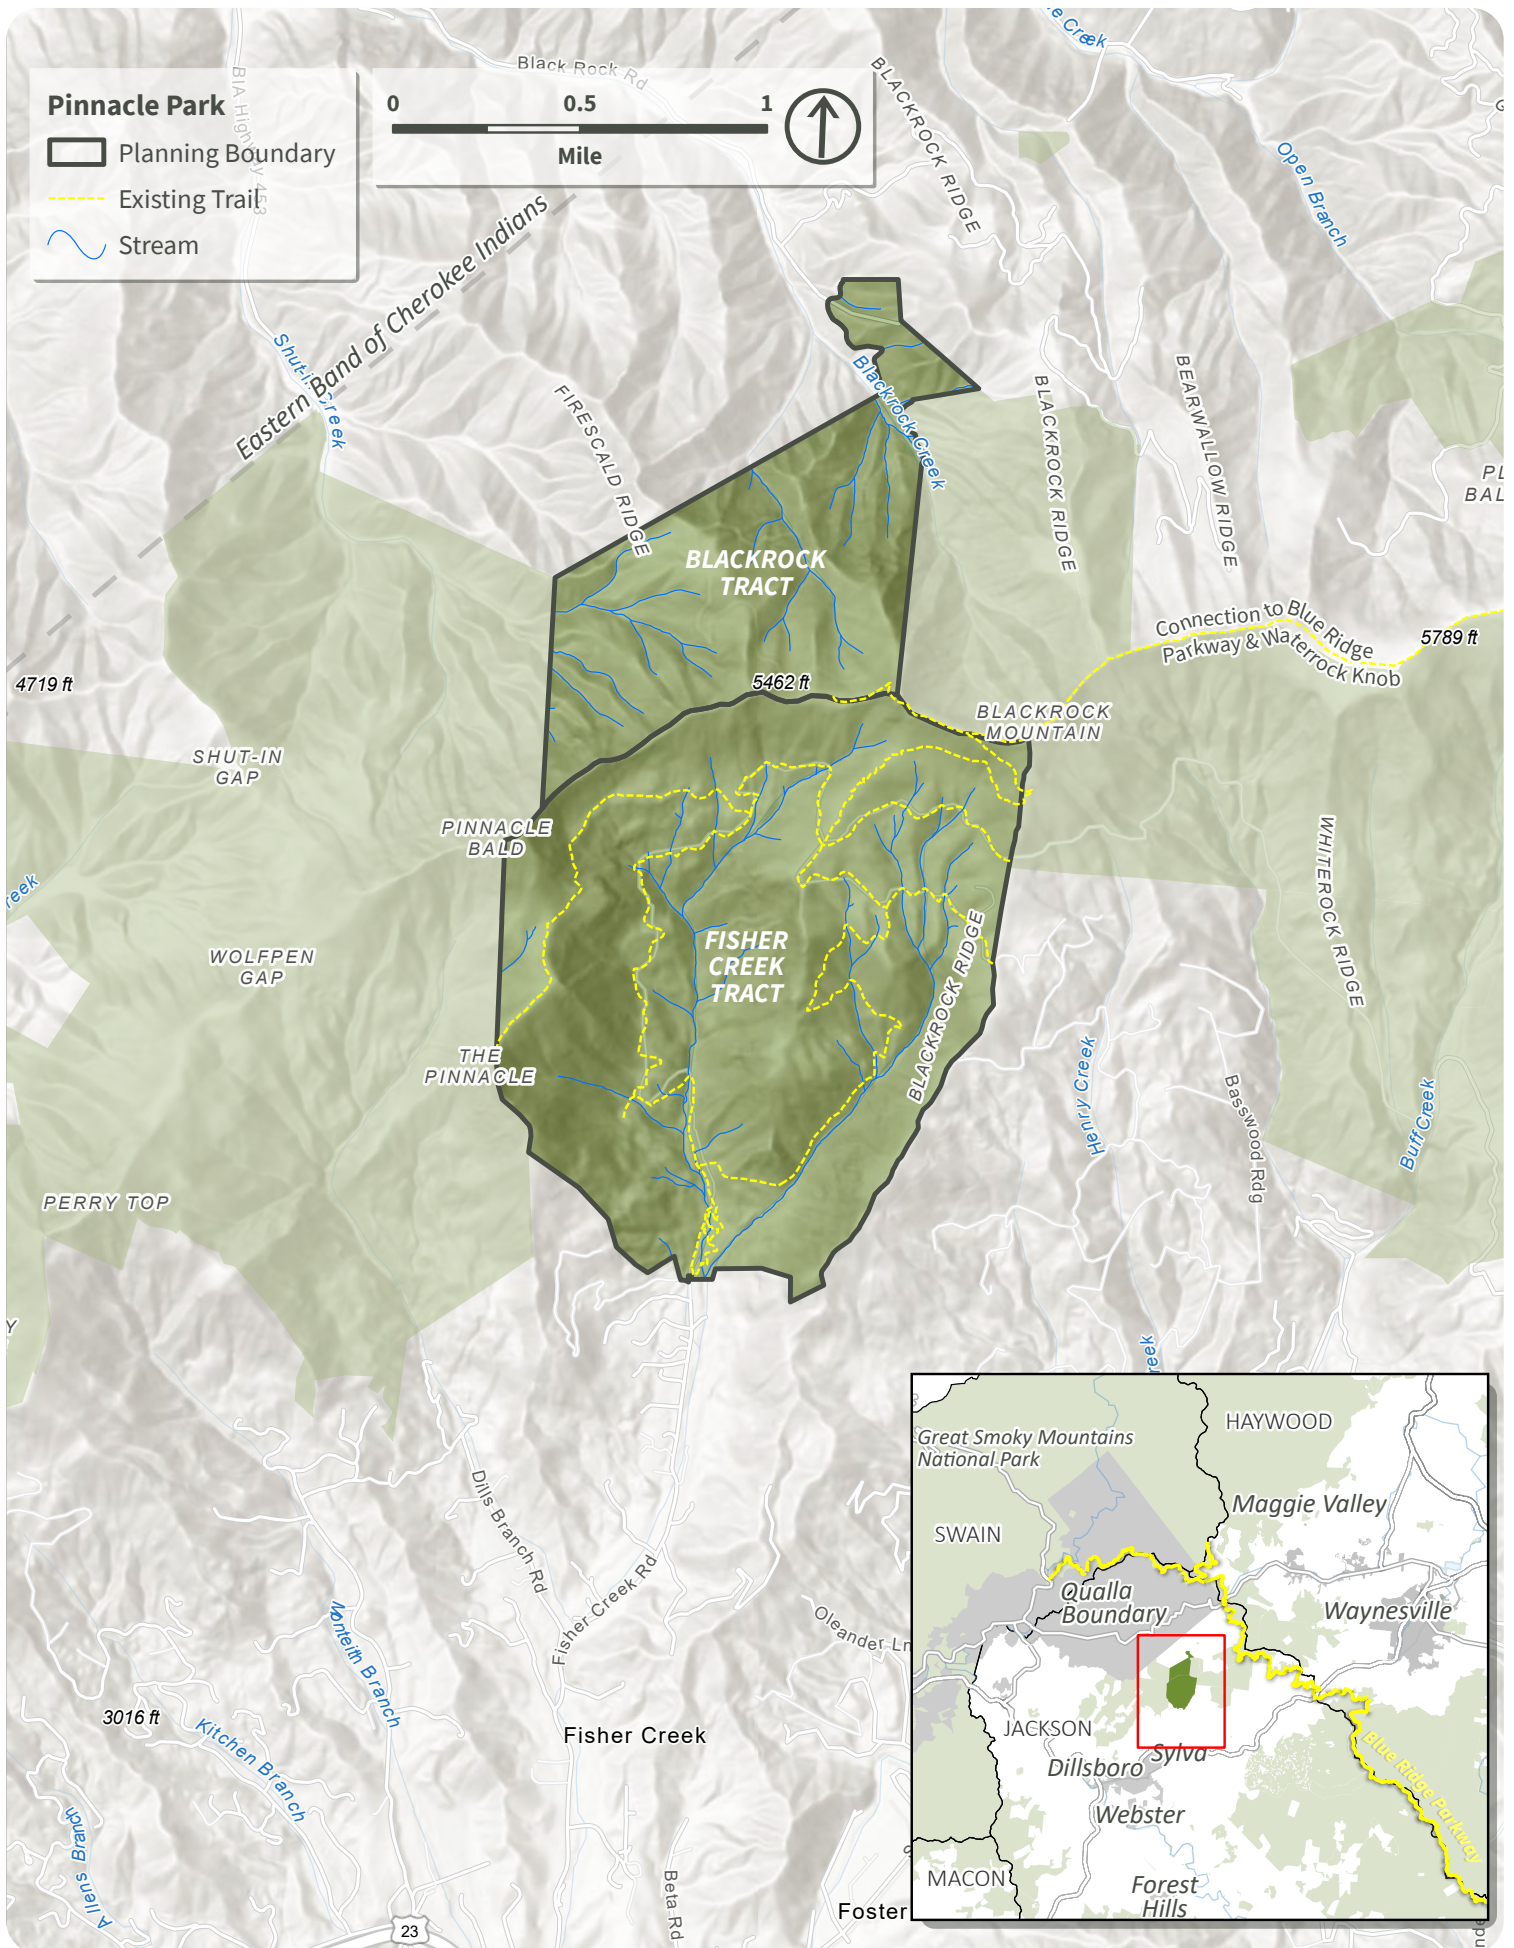 Pinnacle Park
Planning Boundary
Existing Trail
Stream
0 0.5 1
Mile
BIA Highway 453
Black Rock Rd
BLACKROCK RIDGE
Open Branch
Eastern Band of Cherokee Indians
Shut-in Creek
FIRESCALD RIDGE
Blackrock Creek
BLACKROCK RIDGE
BEARWALLOW RIDGE
BLACKROCK
TRACT
Connection to Blue Ridge
Parkway & Waterrock Knob
5789 ft
4719 ft
5462 ft
BLACKROCK
MOUNTAIN
SHUT-IN
GAP
PINNACLE
BALD
WHITEROCK RIDGE
WOLFPEN
GAP
FISHER
CREEK
TRACT
BLACKROCK RIDGE
THE
PINNACLE
Henry Creek
Basswood Rdg
Buff Creek
PERRY TOP
Dills Branch Rd
Fisher Creek Rd
Oleander Ln
Monteith Branch
3016 ft
Kitchen Branch
Fisher Creek
Allens Branch
Beta Rd
Foster
23
HAYWOOD
Great Smoky Mountains
National Park
Maggie Valley
SWAIN
Qualla
Boundary
Waynesville
JACKSON
Sylva
Dillsboro
Blue Ridge Parkway
Webster
MACON
Forest
Hills